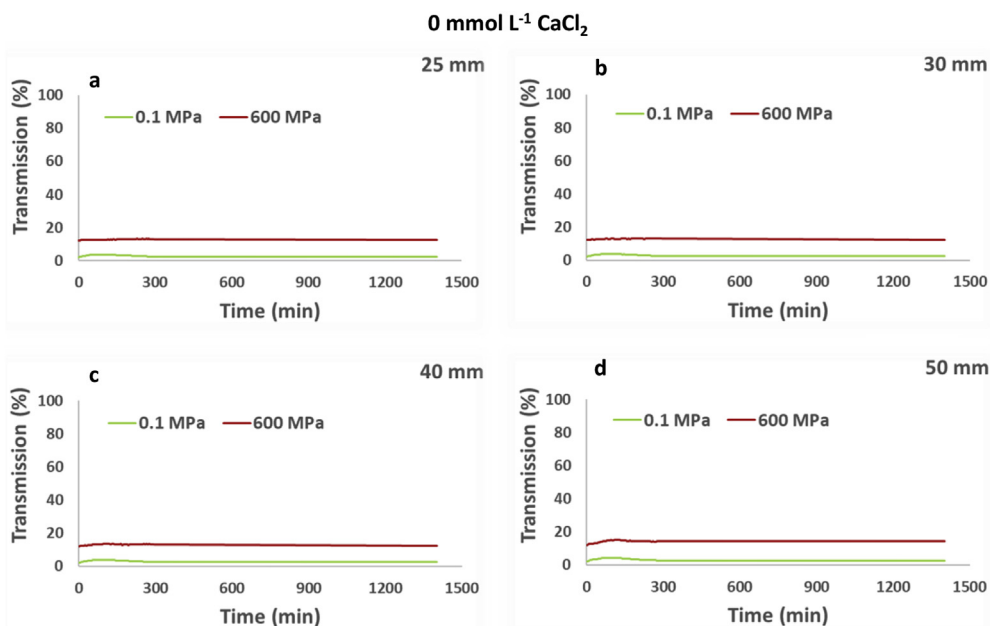 0 mmol L⁻¹ CaCl₂
a
25 mm
Transmission (%)
100
80
60
40
20
0
0.1 MPa
600 MPa
0 300 600 900 1200 1500
Time (min)
b
30 mm
Transmission (%)
100
80
60
40
20
0
0.1 MPa
600 MPa
0 300 600 900 1200 1500
Time (min)
c
40 mm
Transmission (%)
100
80
60
40
20
0
0.1 MPa
600 MPa
0 300 600 900 1200 1500
Time (min)
d
50 mm
Transmission (%)
100
80
60
40
20
0
0.1 MPa
600 MPa
0 300 600 900 1200 1500
Time (min)